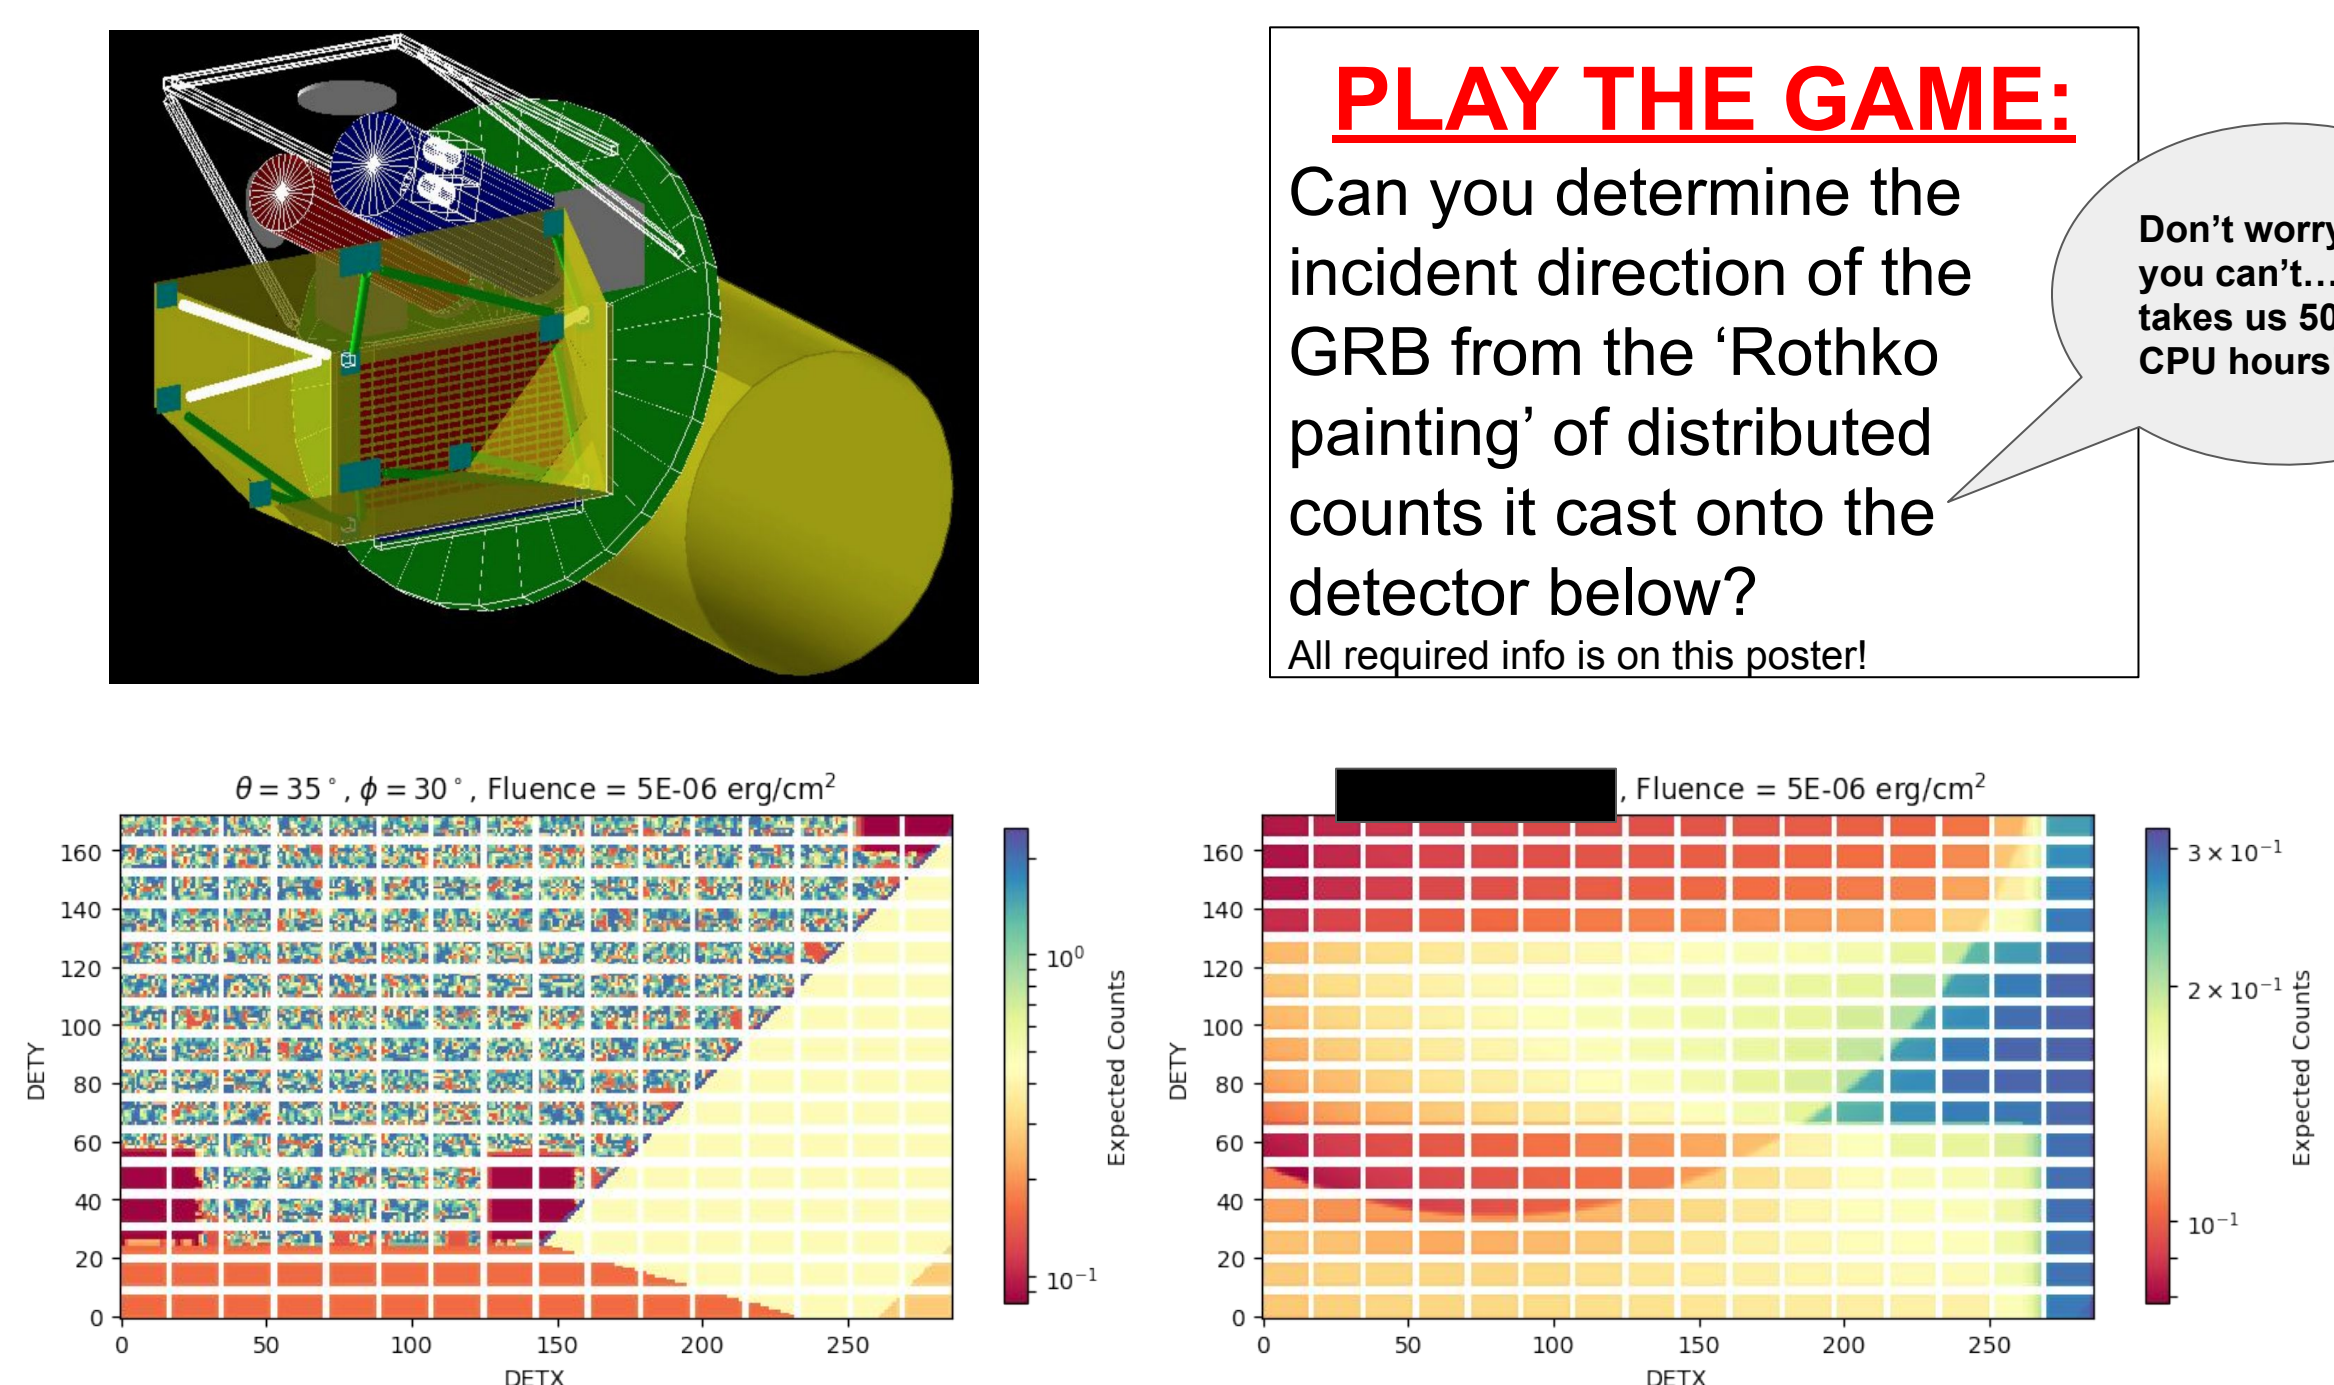 PLAY THE GAME:
Can you determine the
incident direction of the
GRB from the ‘Rothko
painting’ of distributed
counts it cast onto the
detector below?
All required info is on this poster!
Don’t worry
you can’t…
takes us 50
CPU hours
θ = 35°, ϕ = 30°, Fluence = 5E-06 erg/cm²
160
140
120
100
80
60
40
20
0
DETY
0 50 100 150 200 250
DETX
10⁰
10⁻¹
Expected Counts
, Fluence = 5E-06 erg/cm²
160
140
120
100
80
60
40
20
0
DETY
0 50 100 150 200 250
DETX
3 × 10⁻¹
2 × 10⁻¹
10⁻¹
Expected Counts